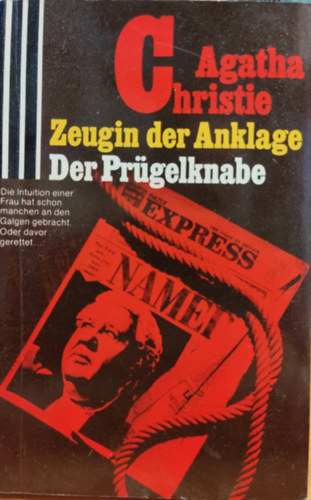 Agatha
Christie
Zeugin der Anklage
Der Prügelknabe
Die Intuition einer
Frau hat schon
manchen an den
Galgen gebracht.
Oder davor
gerettet.
EXPRESS
NAMEI